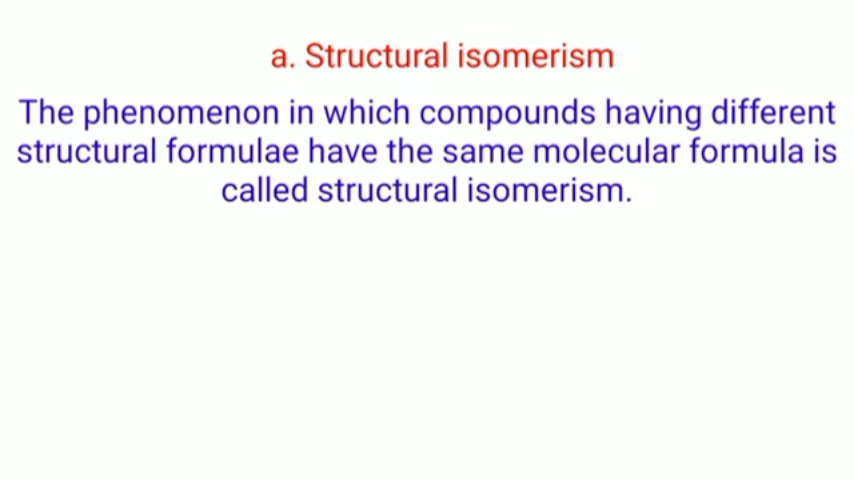 a. Structural isomerism
The phenomenon in which compounds having different
structural formulae have the same molecular formula is
called structural isomerism.